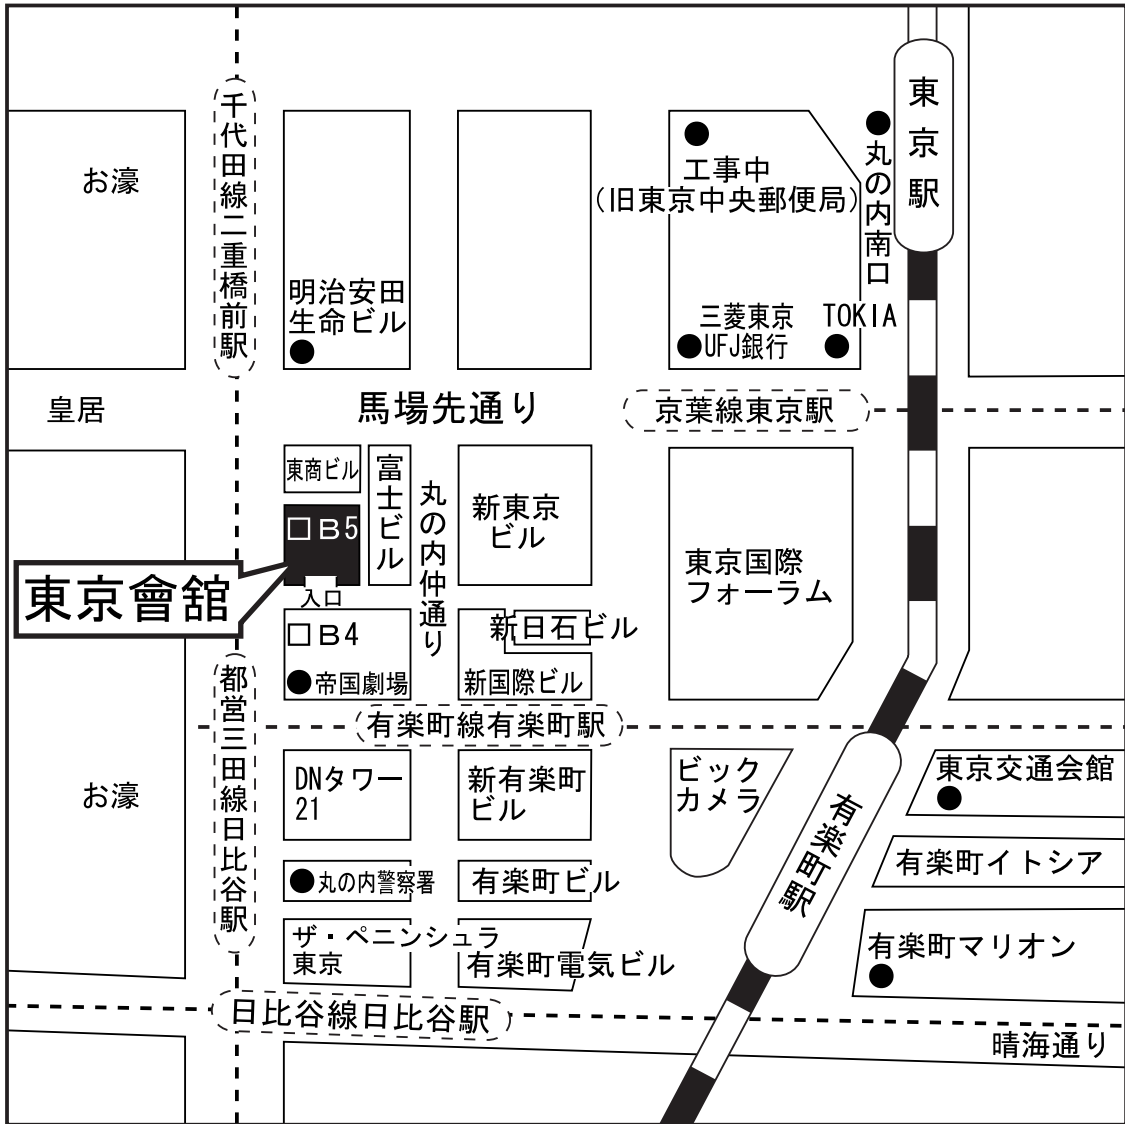 東京駅
千代田線二重橋前駅
お濠
工事中
(旧東京中央郵便局)
丸の内南口
明治安田
生命ビル
三菱東京
UFJ銀行
TOKIA
皇居
馬場先通り
京葉線東京駅
東商ビル
富士ビル
丸の内仲通り
新東京
ビル
□B5
東京會舘
入口
東京国際
フォーラム
□B4
帝国劇場
新日石ビル
新国際ビル
都営三田線日比谷駅
有楽町線有楽町駅
お濠
DNタワー
21
新有楽町
ビル
ビック
カメラ
有楽町駅
東京交通会館
丸の内警察署
有楽町ビル
有楽町イトシア
ザ・ペニンシュラ
東京
有楽町電気ビル
有楽町マリオン
日比谷線日比谷駅
晴海通り